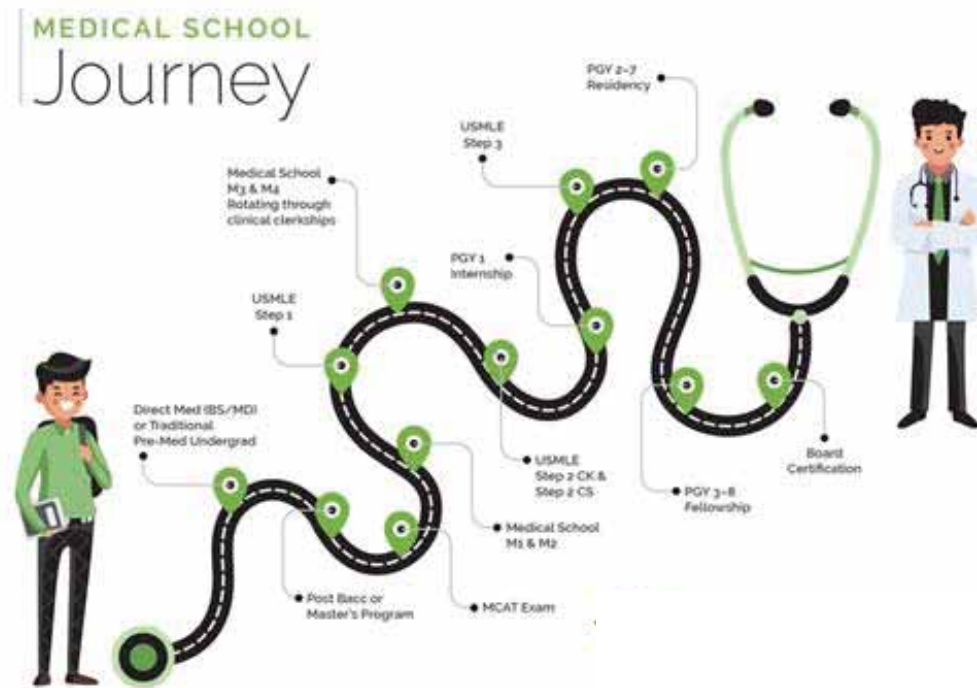 MEDICAL SCHOOL
Journey
Direct Med (BS/MD)
or Traditional
Pre-Med Undergrad
Post Bacc or
Master's Program
MCAT Exam
Medical School
M1 & M2
USMLE
Step 1
Medical School
M3 & M4
Rotating through
clinical clerkships
USMLE
Step 2 CK &
Step 2 CS
PGY 1
Internship
USMLE
Step 3
PGY 2–7
Residency
PGY 3–8
Fellowship
Board
Certification